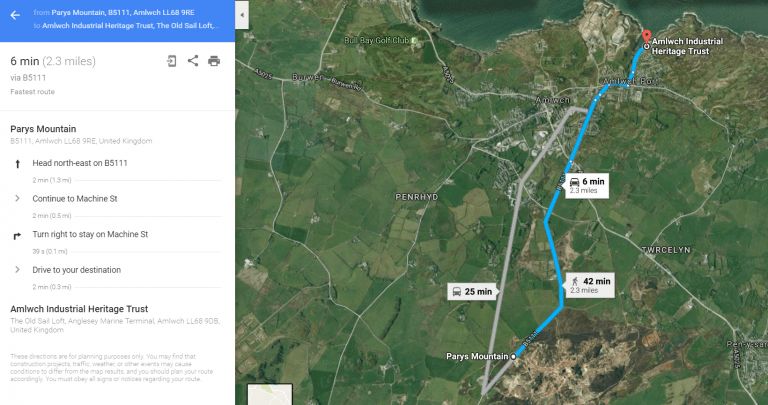 from Parys Mountain, B5111, Amlwch LL68 9RE
to Amlwch Industrial Heritage Trust, The Old Sail Loft,...
6 min (2.3 miles)
via B5111
Fastest route
Parys Mountain
B5111, Amlwch LL68 9RE, United Kingdom
Head north-east on B5111
2 min (1.3 mi)
Continue to Machine St
2 min (0.5 mi)
Turn right to stay on Machine St
39 s (0.1 mi)
Drive to your destination
2 min (0.3 mi)
Amlwch Industrial Heritage Trust
The Old Sail Loft, Anglesey Marine Terminal, Amlwch LL68 9DB,
United Kingdom
These directions are for planning purposes only. You may find that
construction projects, traffic, weather, or other events may cause
conditions to differ from the map results, and you should plan your route
accordingly. You must obey all signs or notices regarding your route.
Bull Bay Golf Club
Amlwch Industrial
Heritage Trust
A5025
Burwen
Burwen Rd
A5025
Amlwch Port
Amlwch
6 min
2.3 miles
PENRHYD
TWRCELYN
42 min
2.3 miles
25 min
B5111
Parys Mountain
A5025